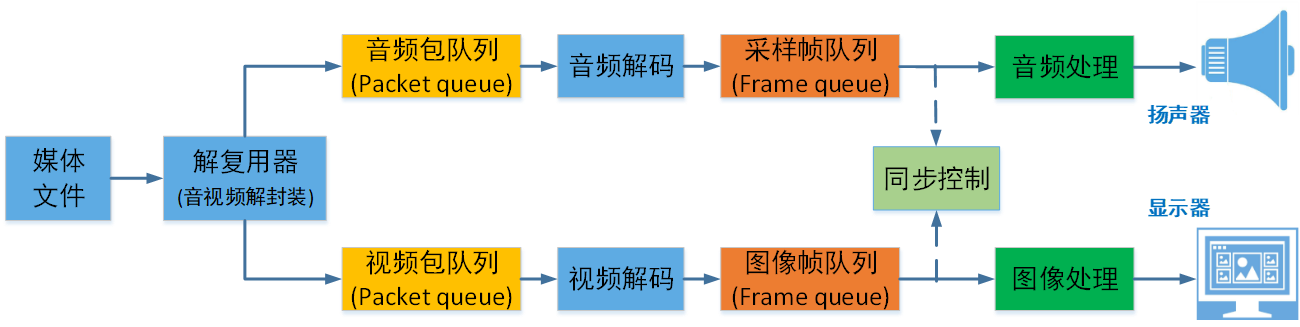 媒体
文件
解复用器
(音视频解封装)
音频包队列
(Packet queue)
音频解码
采样帧队列
(Frame queue)
音频处理
扬声器
同步控制
视频包队列
(Packet queue)
视频解码
图像帧队列
(Frame queue)
图像处理
显示器